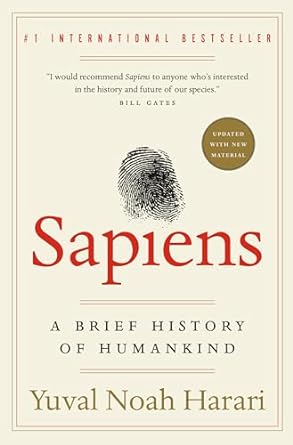 #1 INTERNATIONAL BESTSELLER
"I would recommend Sapiens to anyone who's interested
in the history and future of our species."
BILL GATES
UPDATED
WITH NEW
MATERIAL
Sapiens
A BRIEF HISTORY
OF HUMANKIND
Yuval Noah Harari